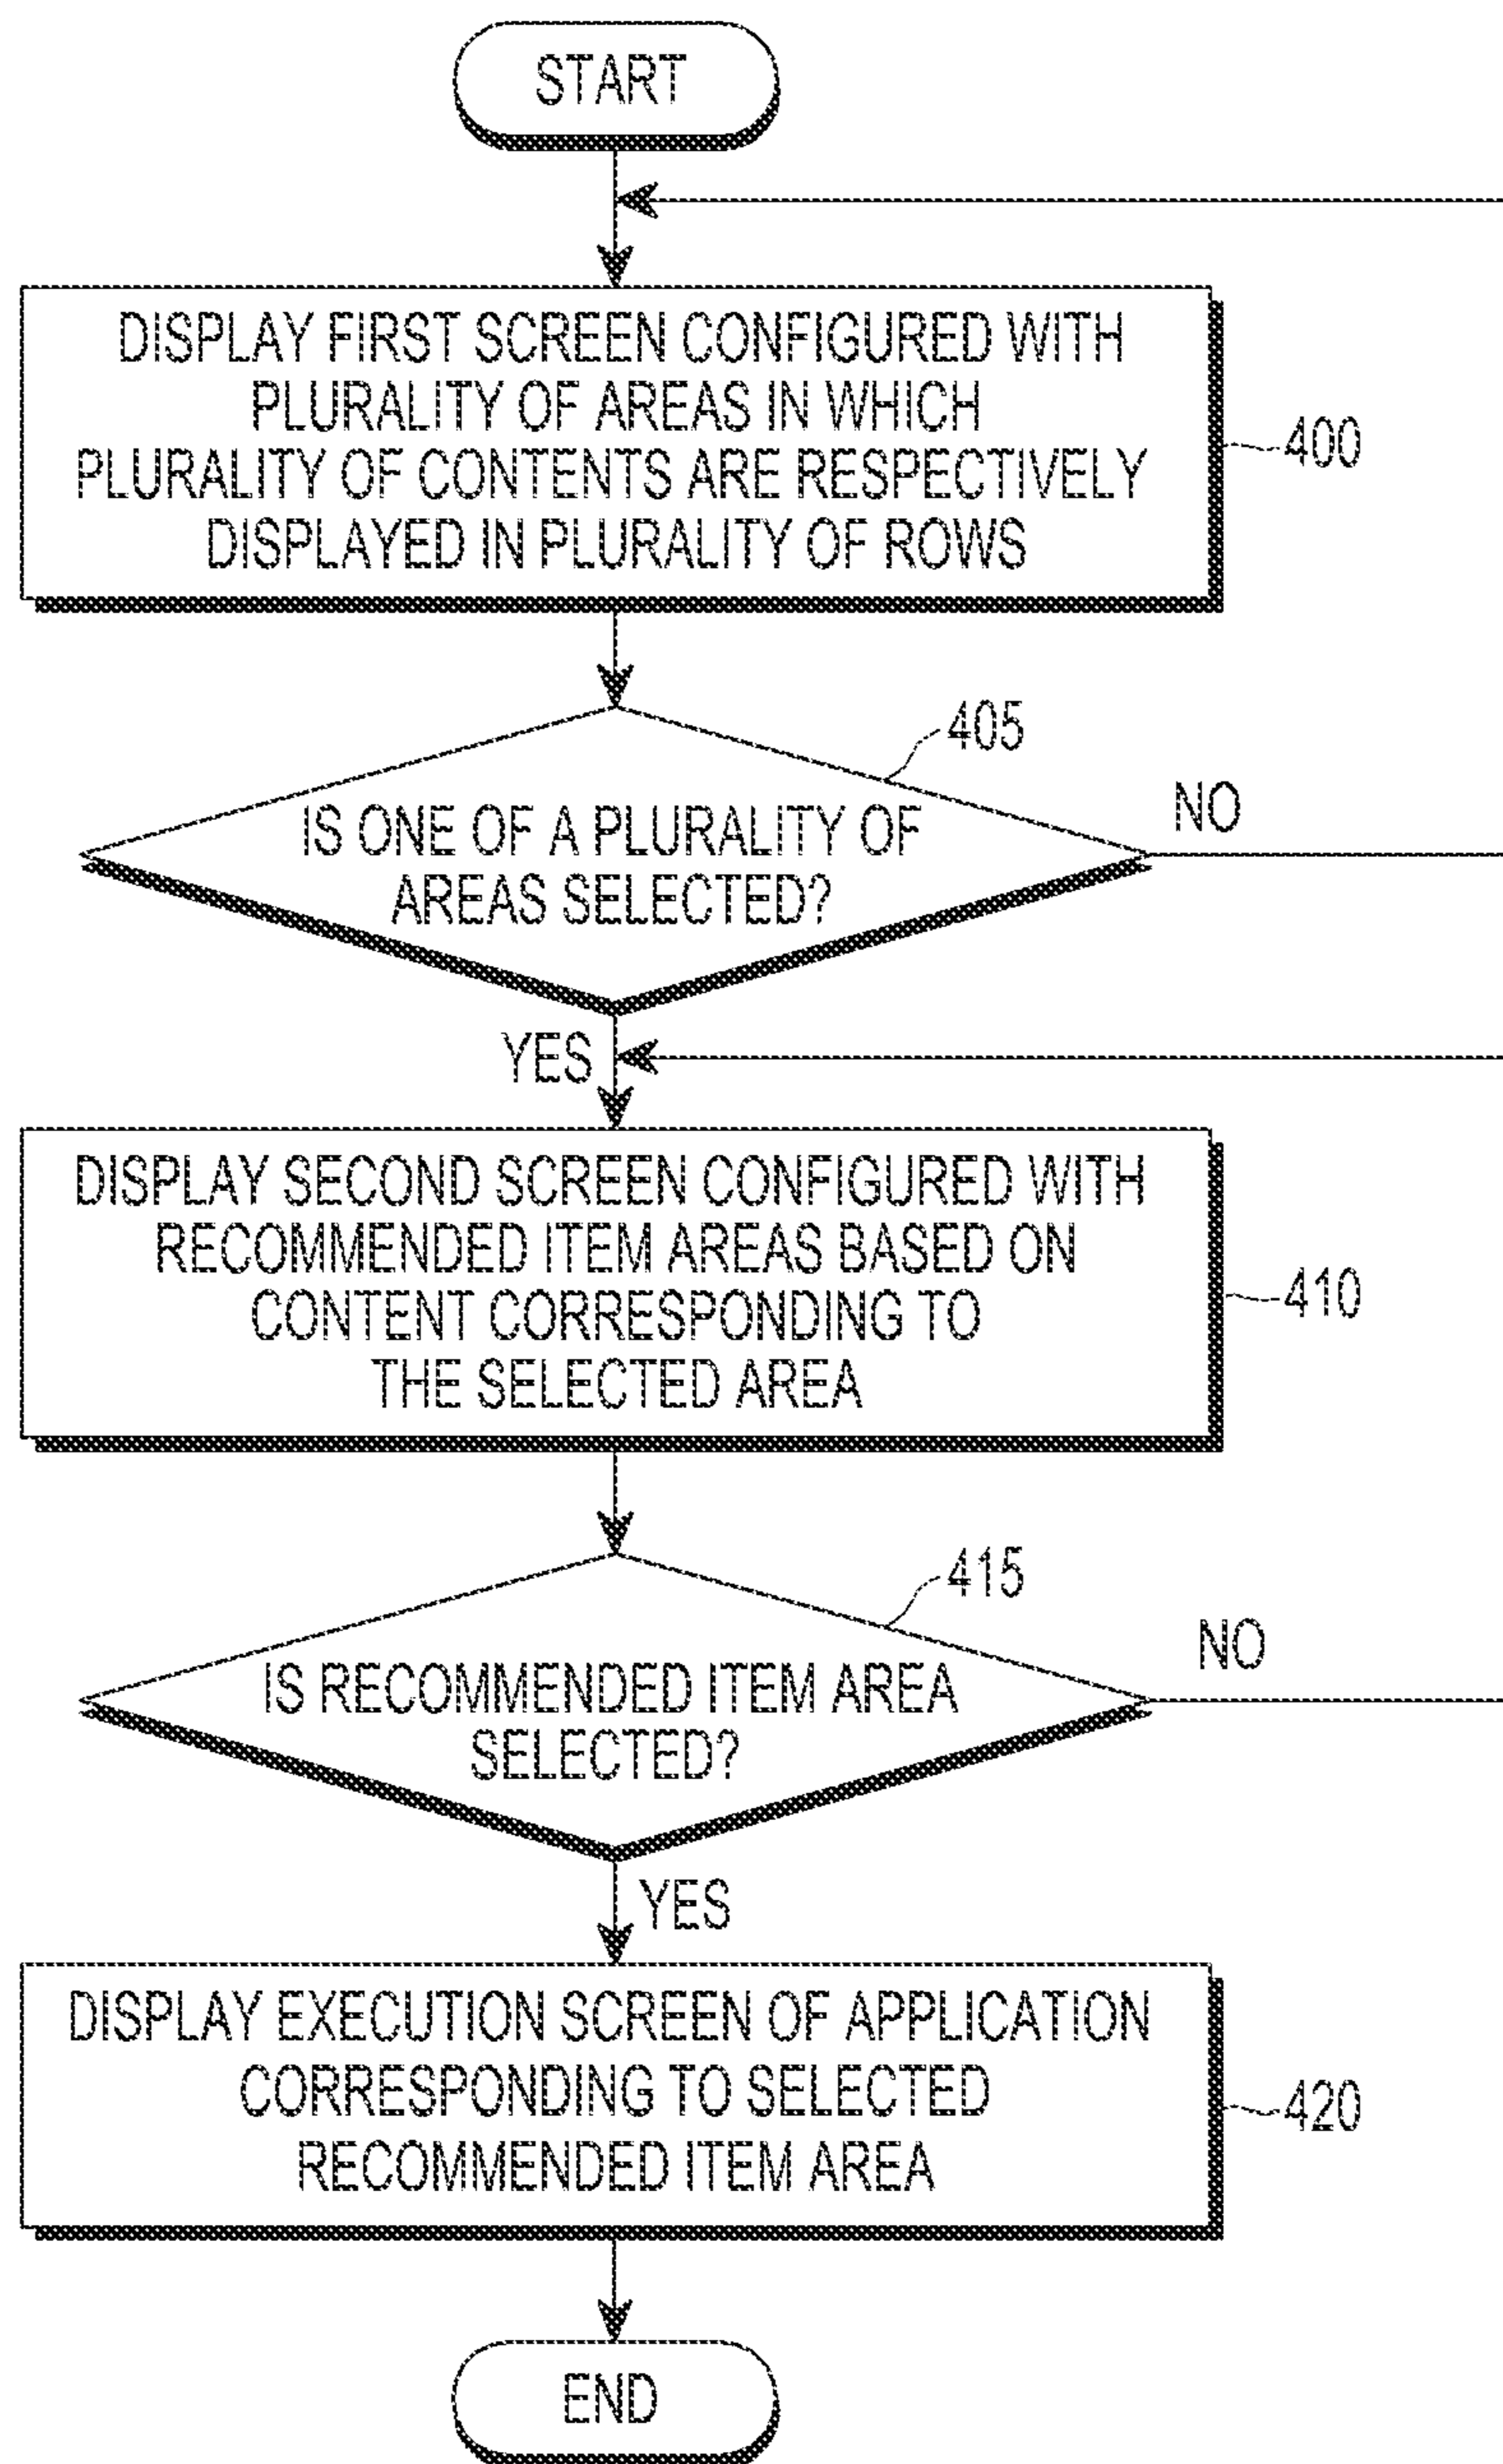 START
DISPLAY FIRST SCREEN CONFIGURED WITH
PLURALITY OF AREAS IN WHICH
PLURALITY OF CONTENTS ARE RESPECTIVELY
DISPLAYED IN PLURALITY OF ROWS
400
405
IS ONE OF A PLURALITY OF
AREAS SELECTED?
NO
YES
DISPLAY SECOND SCREEN CONFIGURED WITH
RECOMMENDED ITEM AREAS BASED ON
CONTENT CORRESPONDING TO
THE SELECTED AREA
410
415
IS RECOMMENDED ITEM AREA
SELECTED?
NO
YES
DISPLAY EXECUTION SCREEN OF APPLICATION
CORRESPONDING TO SELECTED
RECOMMENDED ITEM AREA
420
END